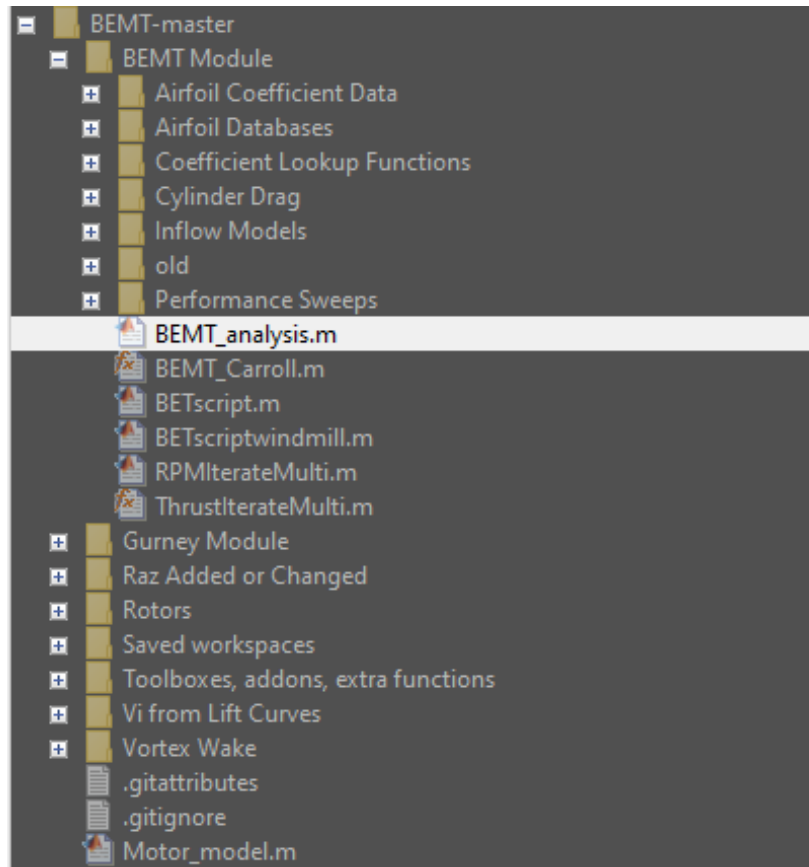 BEMT-master
BEMT Module
Airfoil Coefficient Data
Airfoil Databases
Coefficient Lookup Functions
Cylinder Drag
Inflow Models
old
Performance Sweeps
BEMT_analysis.m
BEMT_Carroll.m
BETscript.m
BETscriptwindmill.m
RPMIterateMulti.m
ThrustIterateMulti.m
Gurney Module
Raz Added or Changed
Rotors
Saved workspaces
Toolboxes, addons, extra functions
Vi from Lift Curves
Vortex Wake
.gitattributes
.gitignore
Motor_model.m